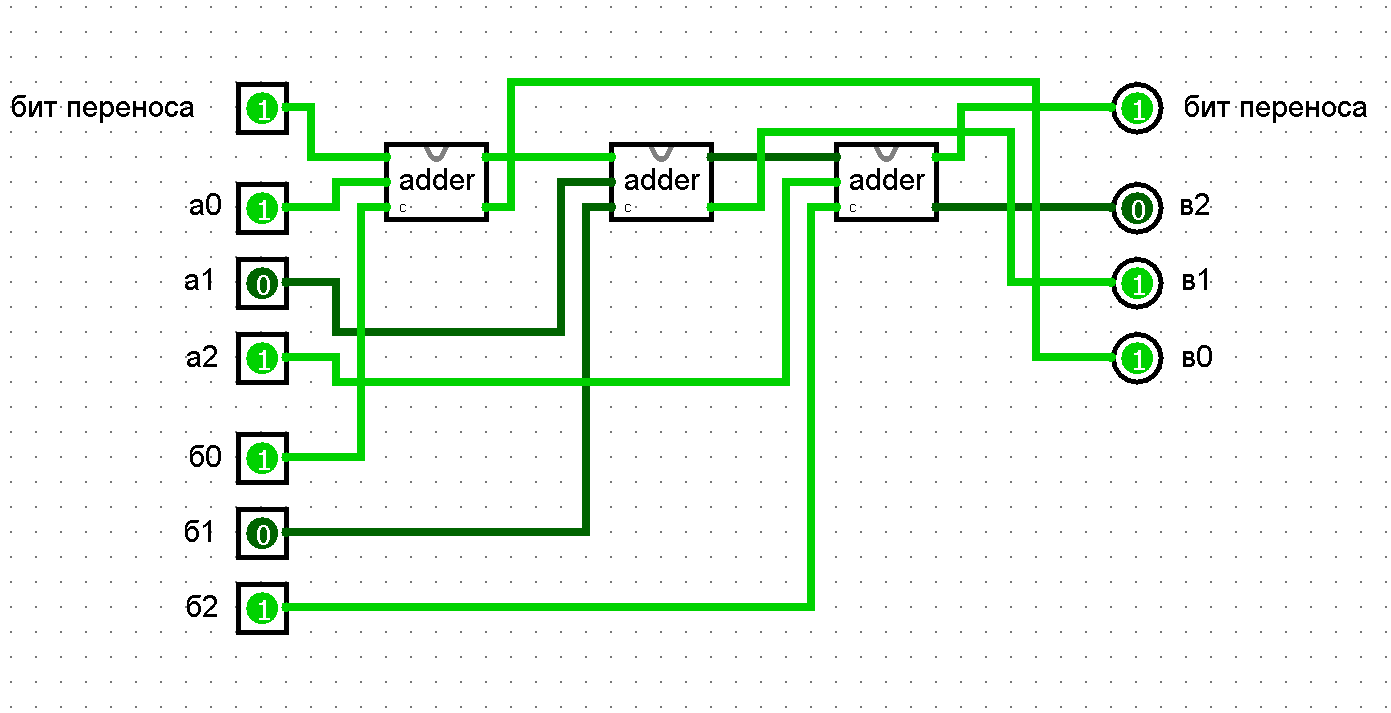 бит переноса 1 1 бит переноса
adder adder adder
c c c
а0 1 0 в2
а1 0 1 в1
а2 1 1 в0
б0 1
б1 0
б2 1